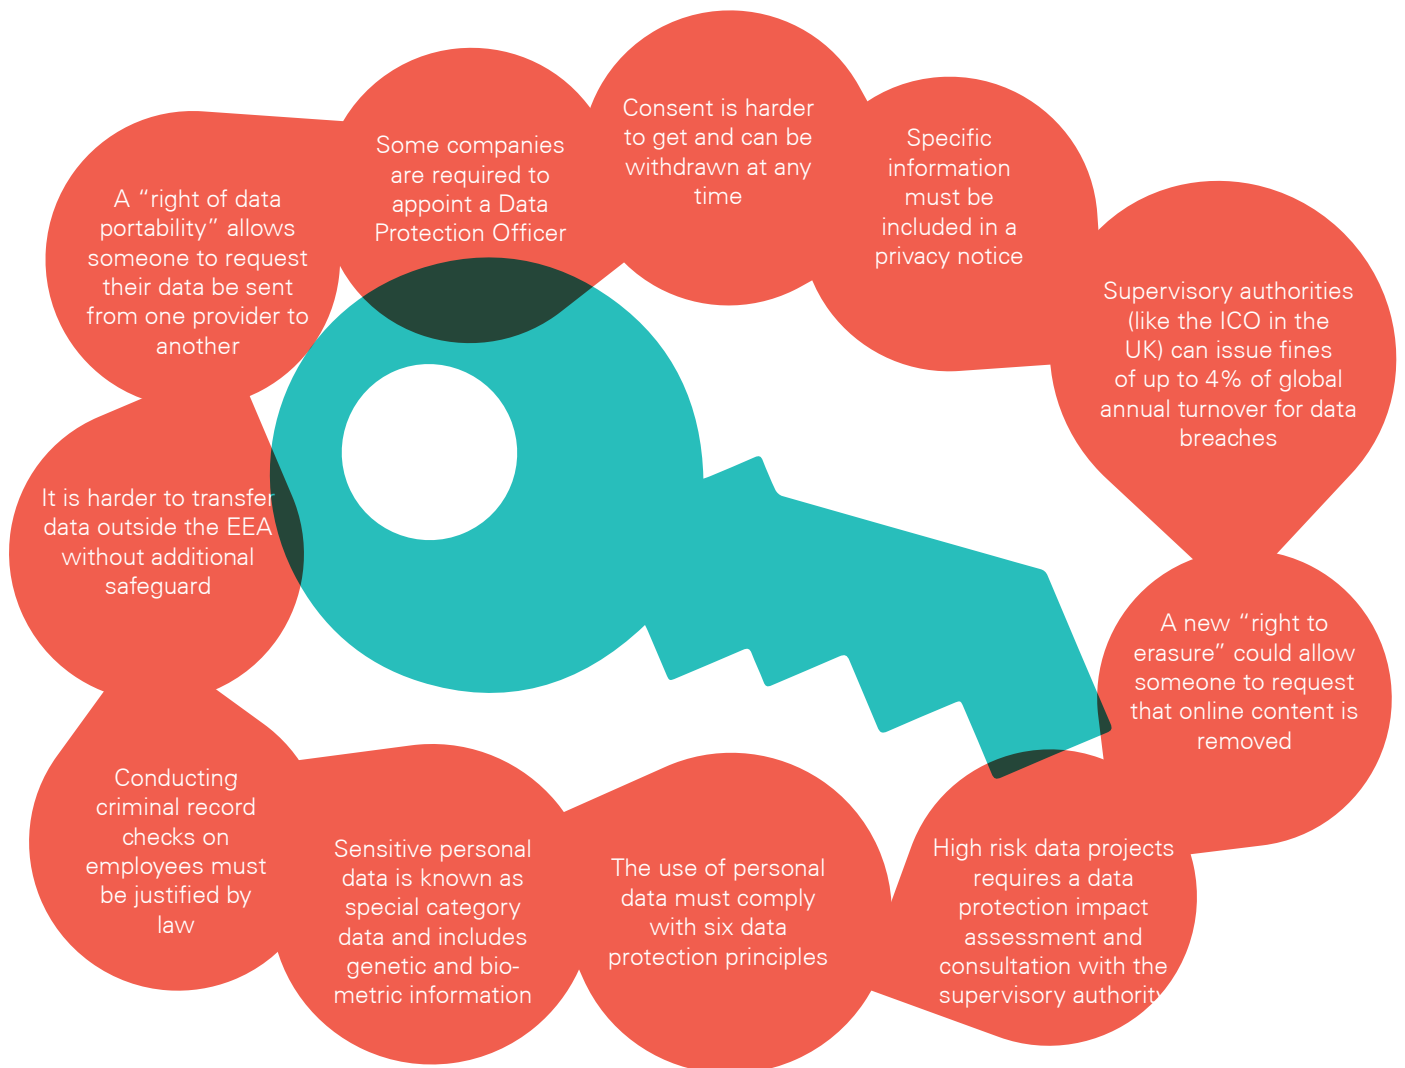 Consent is harder
to get and can be
withdrawn at any
time
Specific
information
must be
included in a
privacy notice
Some companies
are required to
appoint a Data
Protection Officer
A “right of data
portability” allows
someone to request
their data be sent
from one provider to
another
Supervisory authorities
(like the ICO in the
UK) can issue fines
of up to 4% of global
annual turnover for data
breaches
It is harder to transfer
data outside the EEA
without additional
safeguard
A new “right to
erasure” could allow
someone to request
that online content is
removed
Conducting
criminal record
checks on
employees must
be justified by
law
Sensitive personal
data is known as
special category
data and includes
genetic and bio-
metric information
The use of personal
data must comply
with six data
protection principles
High risk data projects
requires a data
protection impact
assessment and
consultation with the
supervisory authority